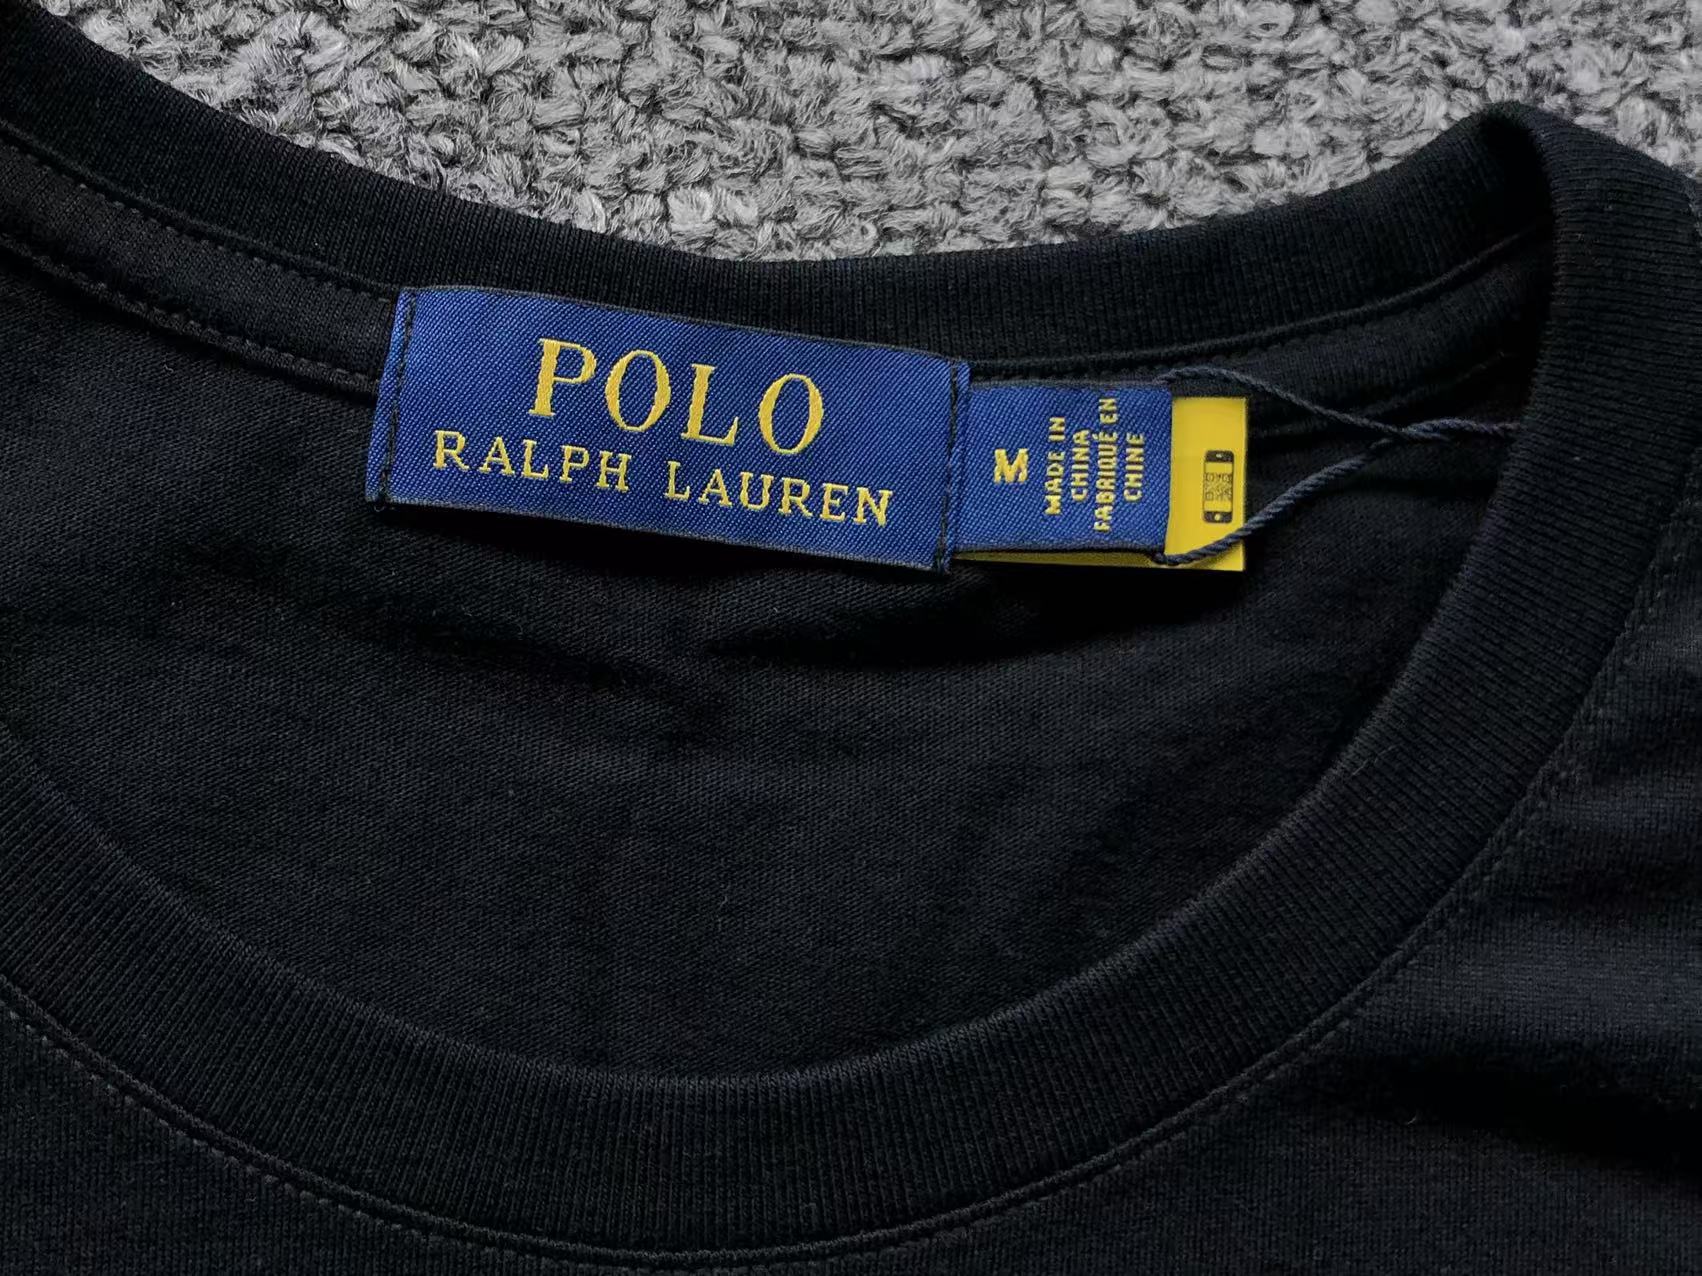 POLO
RALPH LAUREN
M
MADE IN
CHINA
FABRIQUÉ EN
CHINE